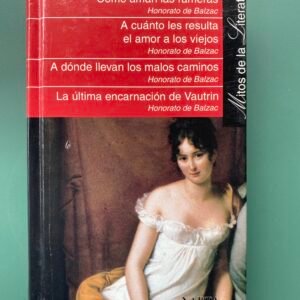 Cómo aman las rameras
Honorato de Balzac
A cuánto les resulta
el amor a los viejos
Honorato de Balzac
A dónde llevan los malos caminos
Honorato de Balzac
La última encarnación de Vautrin
Honorato de Balzac
Mitos de la